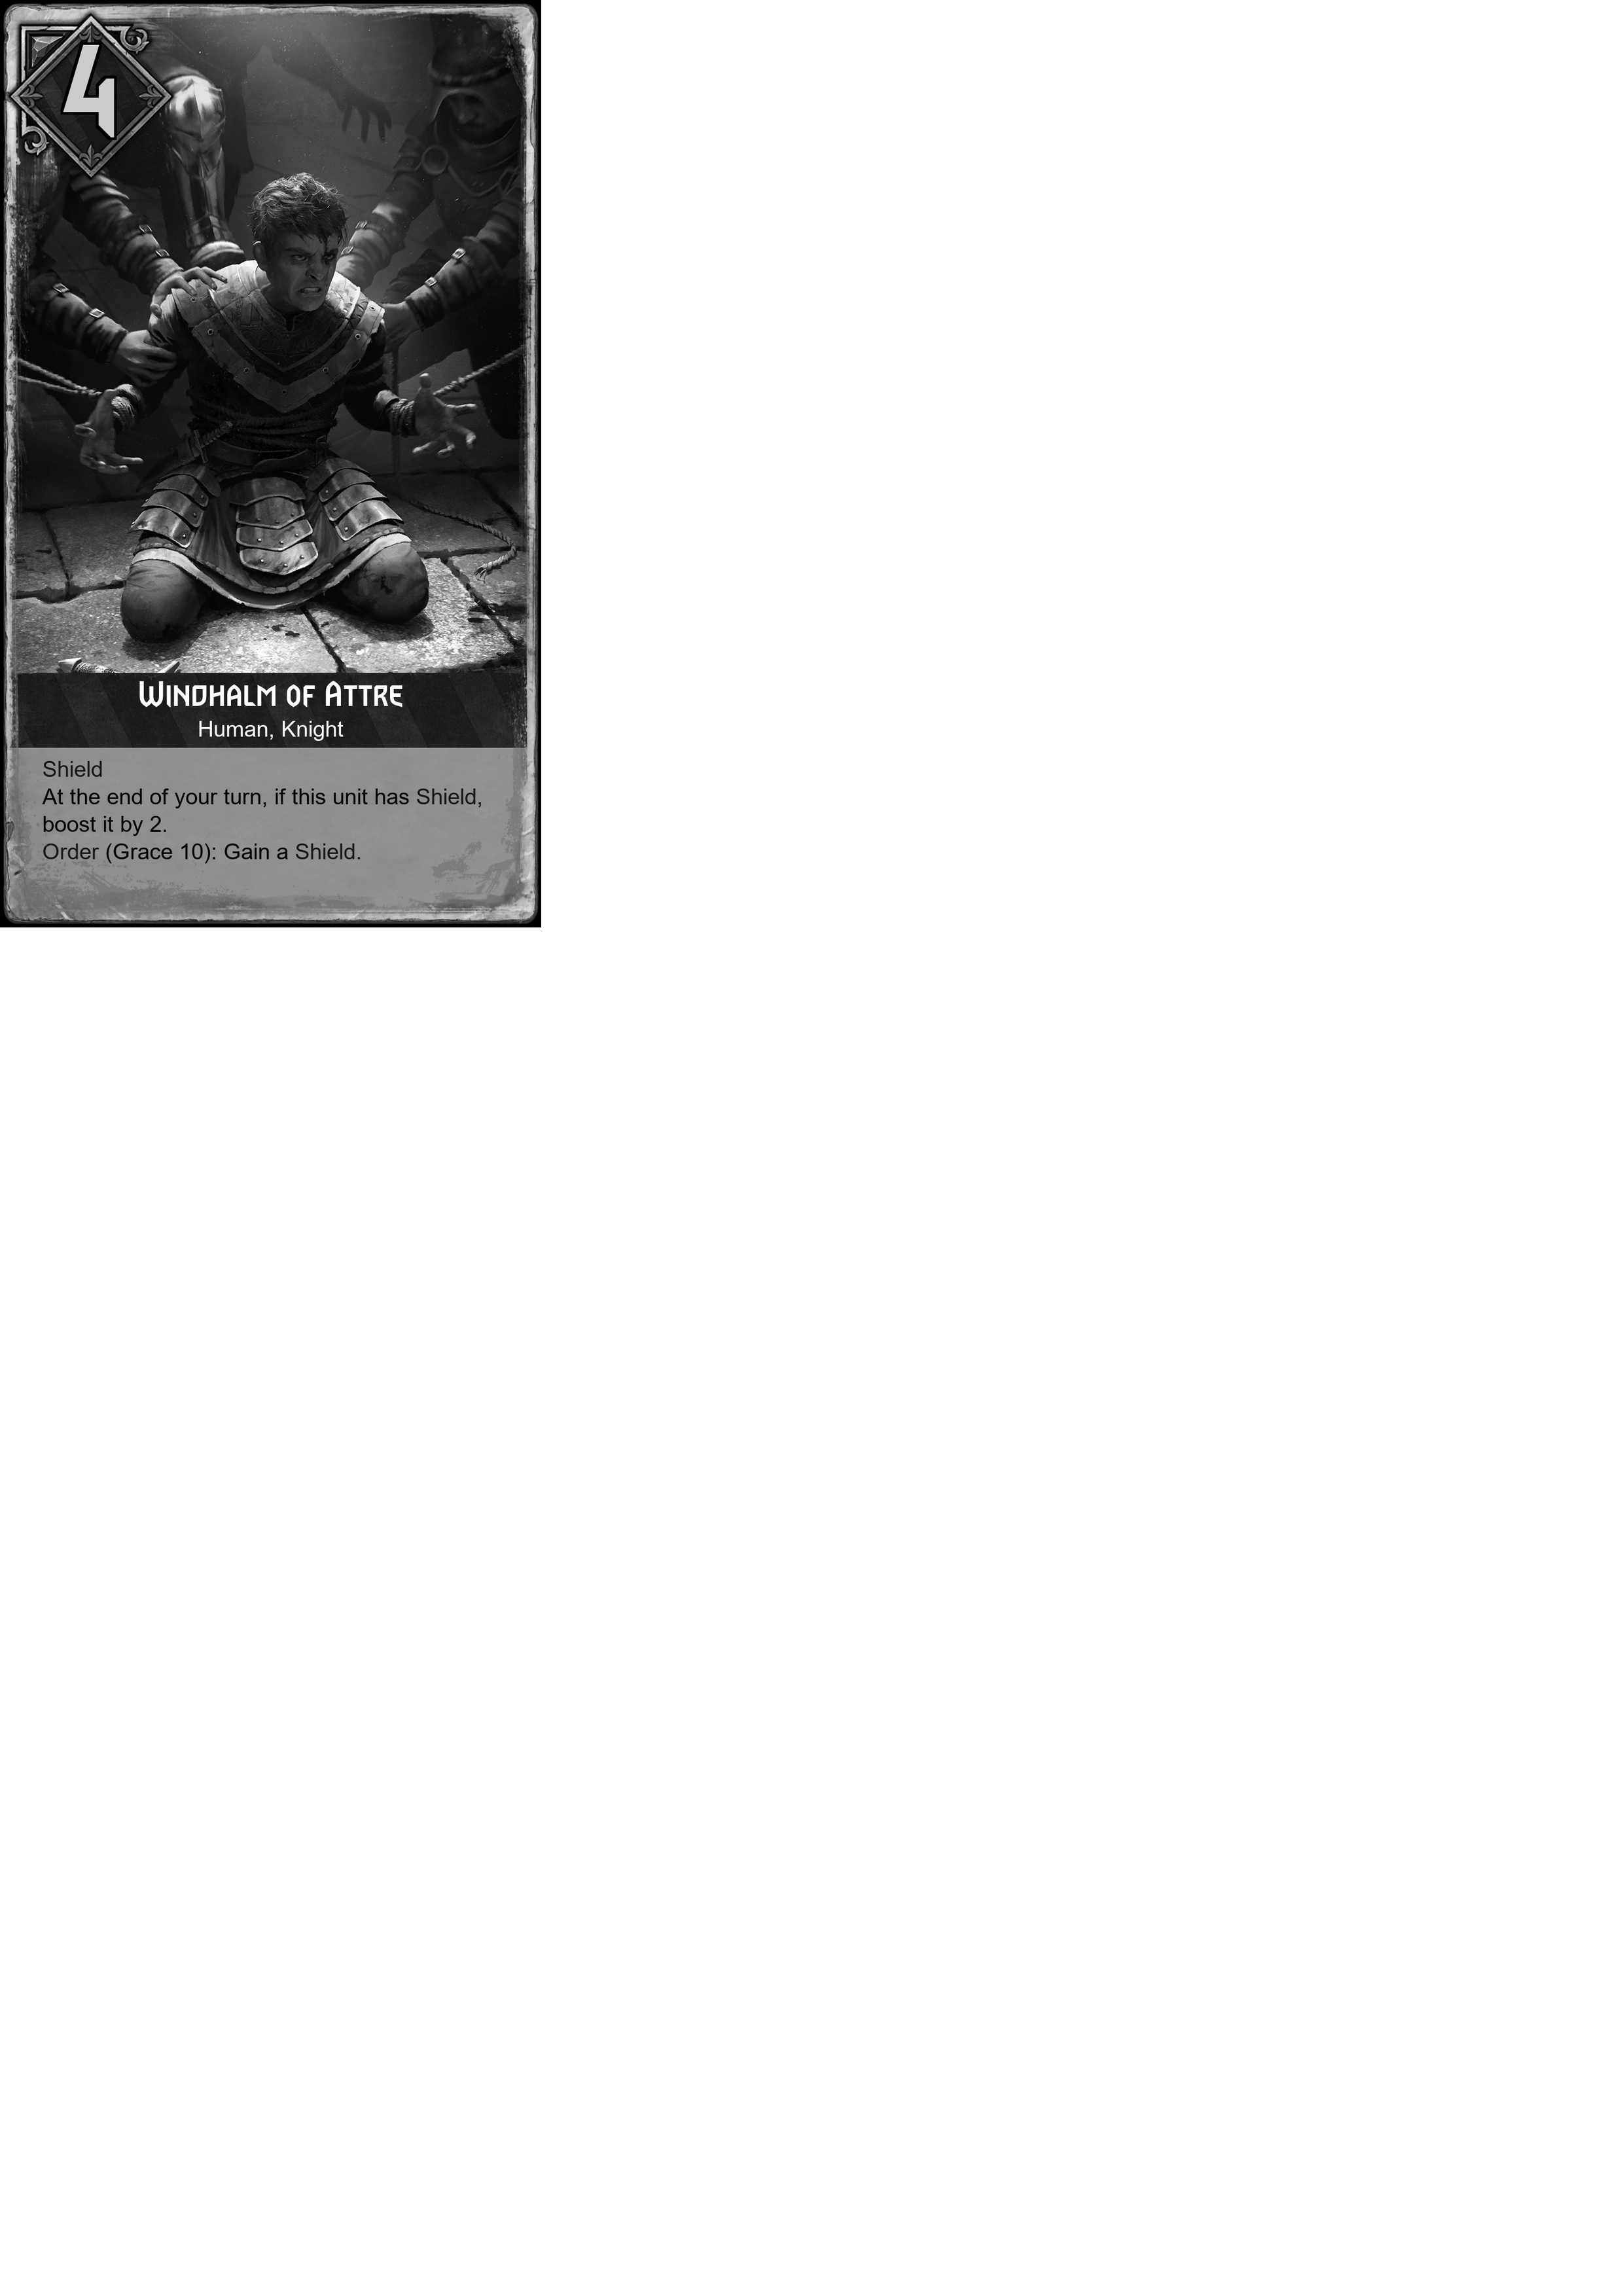 4
Windhalm of Attre
Human, Knight
Shield
At the end of your turn, if this unit has Shield,
boost it by 2.
Order (Grace 10): Gain a Shield.